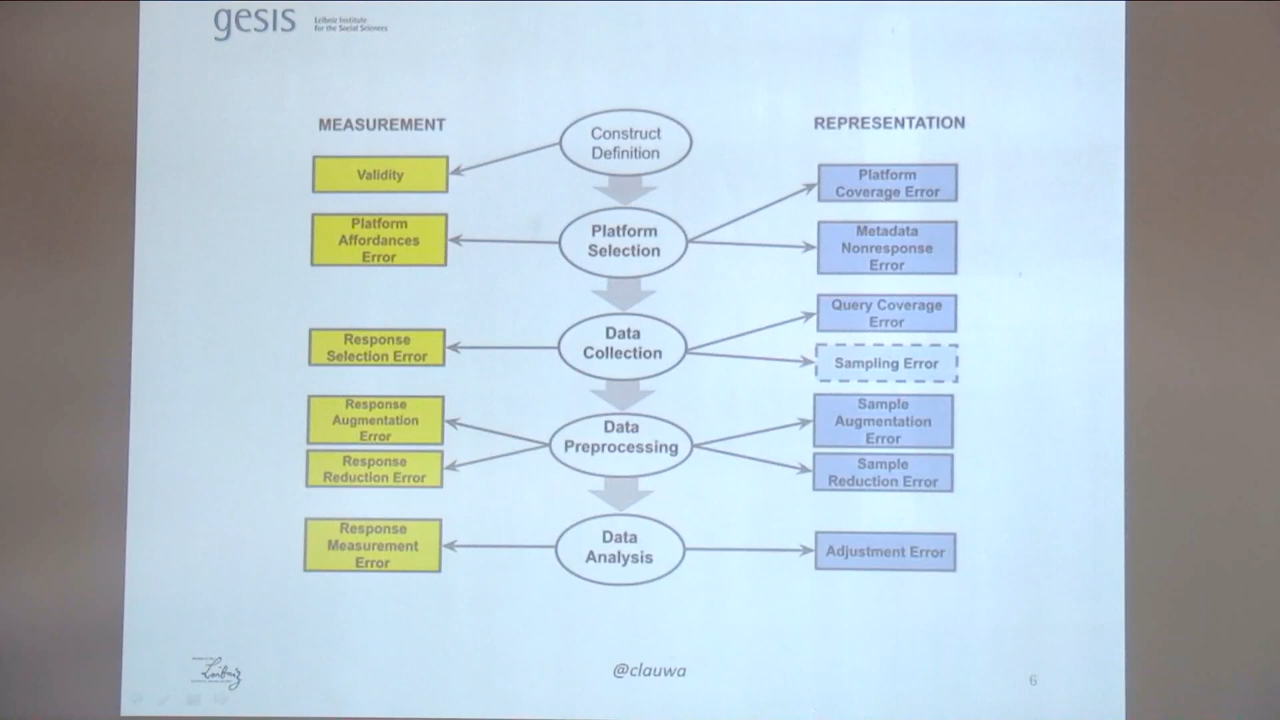 gesis
Leibniz Institute
for the Social Sciences
MEASUREMENT
REPRESENTATION
Construct
Definition
Validity
Platform
Coverage Error
Platform
Affordances
Error
Platform
Selection
Metadata
Nonresponse
Error
Query Coverage
Error
Response
Selection Error
Data
Collection
Sampling Error
Response
Augmentation
Error
Data
Preprocessing
Sample
Augmentation
Error
Response
Reduction Error
Sample
Reduction Error
Response
Measurement
Error
Data
Analysis
Adjustment Error
Leibniz
@clauwa
6